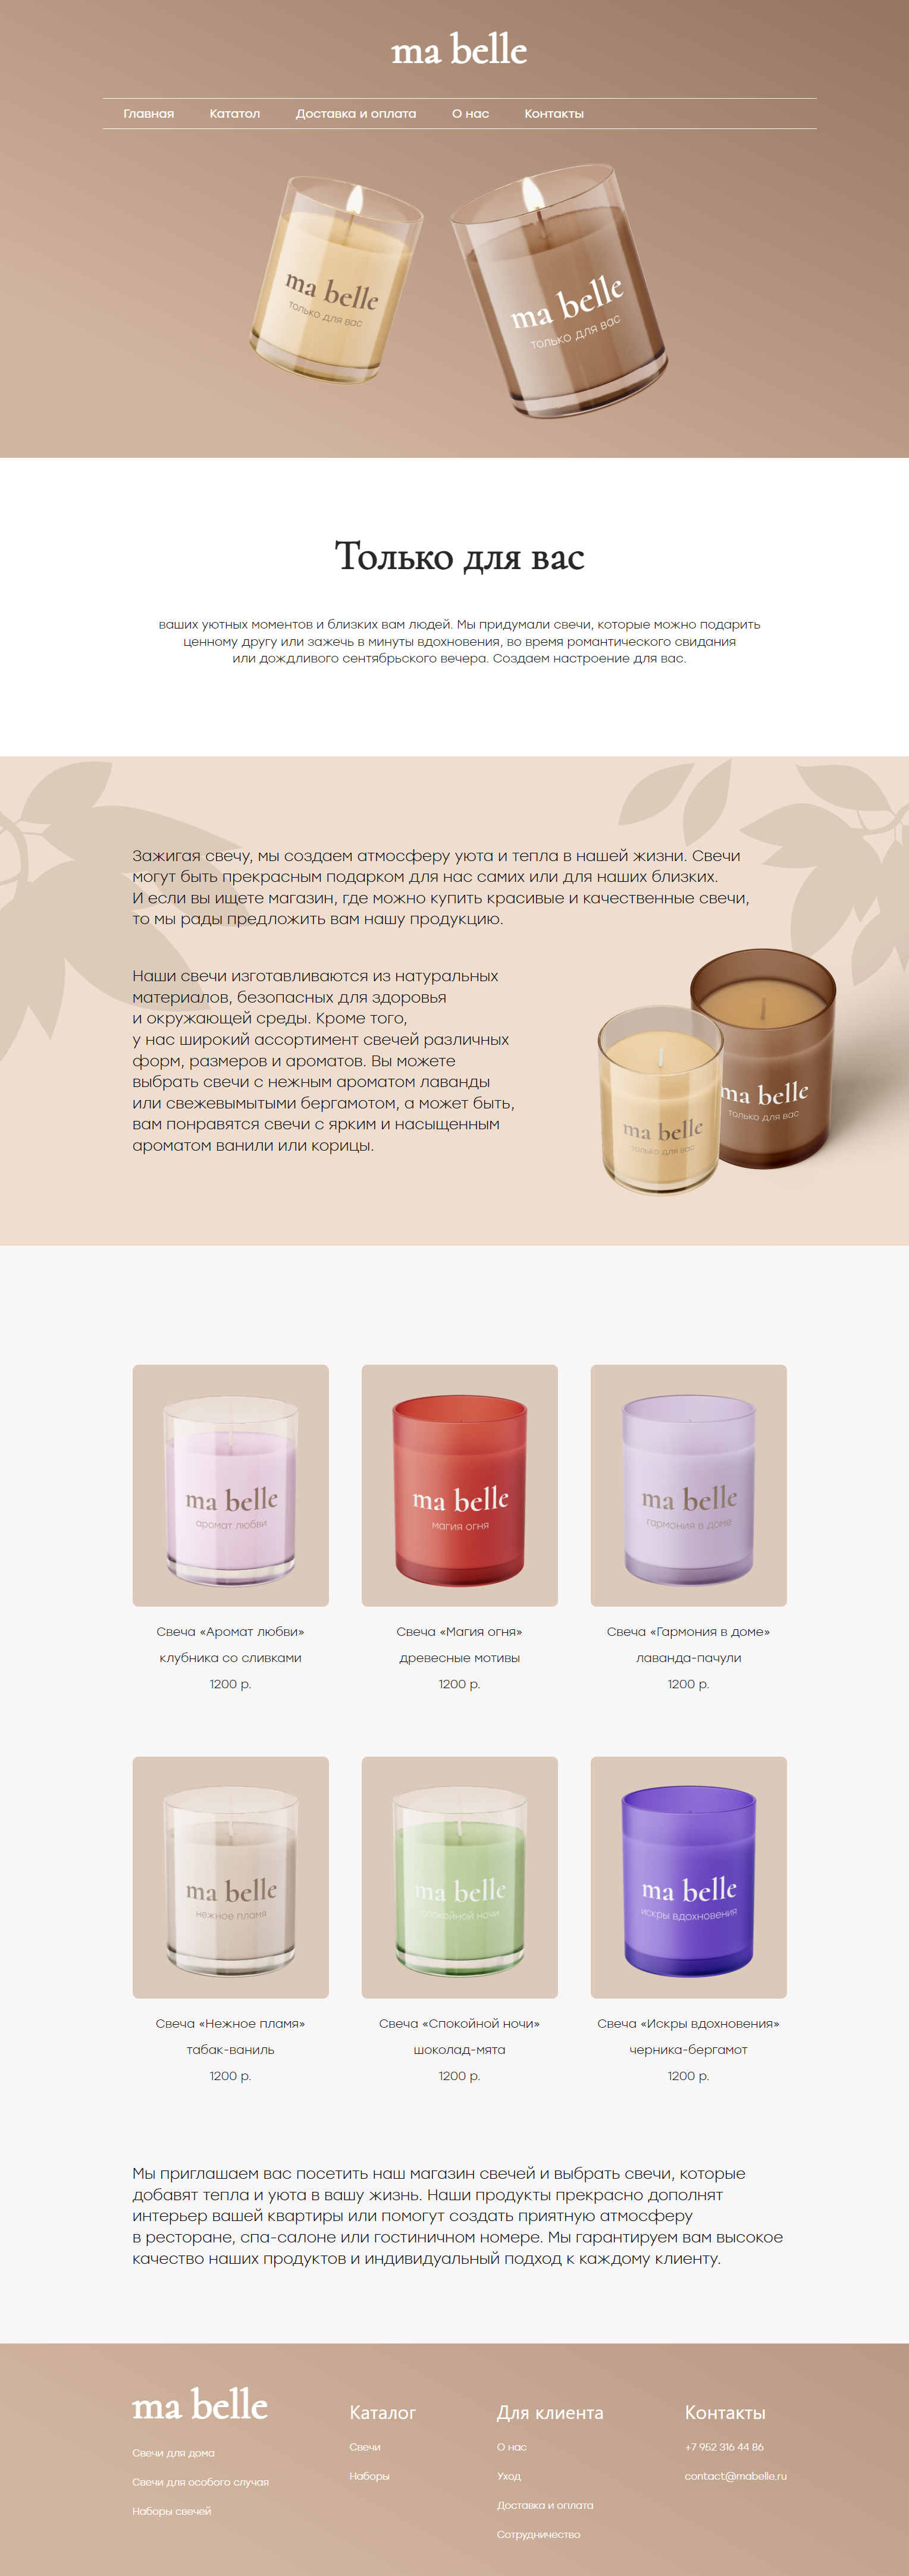 ma belle
Главная Кататол Доставка и оплата О нас Контакты
ma belle
только для вас
ma belle
только для вас
Только для вас
ваших уютных моментов и близких вам людей. Мы придумали свечи, которые можно подарить
ценному другу или зажечь в минуты вдохновения, во время романтического свидания
или дождливого сентябрьского вечера. Создаем настроение для вас.
Зажигая свечу, мы создаем атмосферу уюта и тепла в нашей жизни. Свечи
могут быть прекрасным подарком для нас самих или для наших близких.
И если вы ищете магазин, где можно купить красивые и качественные свечи,
то мы рады предложить вам нашу продукцию.
Наши свечи изготавливаются из натуральных
материалов, безопасных для здоровья
и окружающей среды. Кроме того,
у нас широкий ассортимент свечей различных
форм, размеров и ароматов. Вы можете
выбрать свечи с нежным ароматом лаванды
или свежевымытыми бергамотом, а может быть,
вам понравятся свечи с ярким и насыщенным
ароматом ванили или корицы.
ma belle
только для вас
ma belle
только для вас
ma belle
аромат любви
ma belle
магия огня
ma belle
гармония в доме
Свеча «Аромат любви»
клубника со сливками
1200 р.
Свеча «Магия огня»
древесные мотивы
1200 р.
Свеча «Гармония в доме»
лаванда-пачули
1200 р.
ma belle
нежное пламя
ma belle
спокойной ночи
ma belle
искры вдохновения
Свеча «Нежное пламя»
табак-ваниль
1200 р.
Свеча «Спокойной ночи»
шоколад-мята
1200 р.
Свеча «Искры вдохновения»
черника-бергамот
1200 р.
Мы приглашаем вас посетить наш магазин свечей и выбрать свечи, которые
добавят тепла и уюта в вашу жизнь. Наши продукты прекрасно дополнят
интерьер вашей квартиры или помогут создать приятную атмосферу
в ресторане, спа-салоне или гостиничном номере. Мы гарантируем вам высокое
качество наших продуктов и индивидуальный подход к каждому клиенту.
ma belle
Свечи для дома
Свечи для особого случая
Наборы свечей
Каталог
Свечи
Наборы
Для клиента
О нас
Уход
Доставка и оплата
Сотрудничество
Контакты
+7 952 316 44 86
contact@mabelle.ru